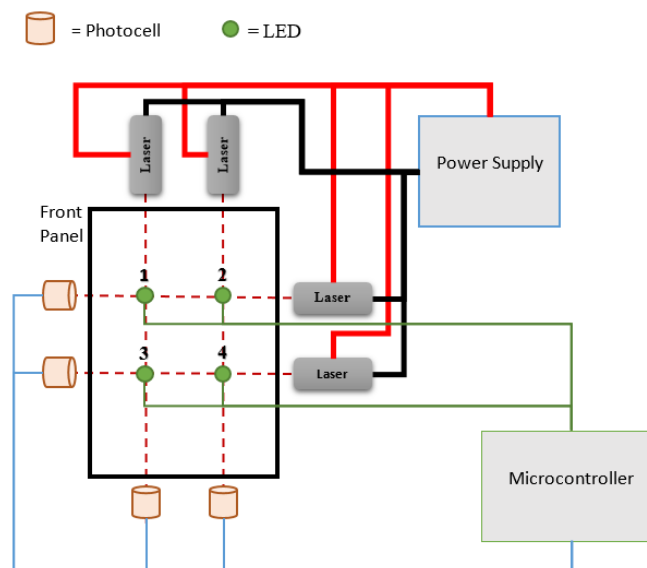 = Photocell
= LED
Laser
Laser
Power Supply
Front
Panel
1
2
Laser
3
4
Laser
Microcontroller